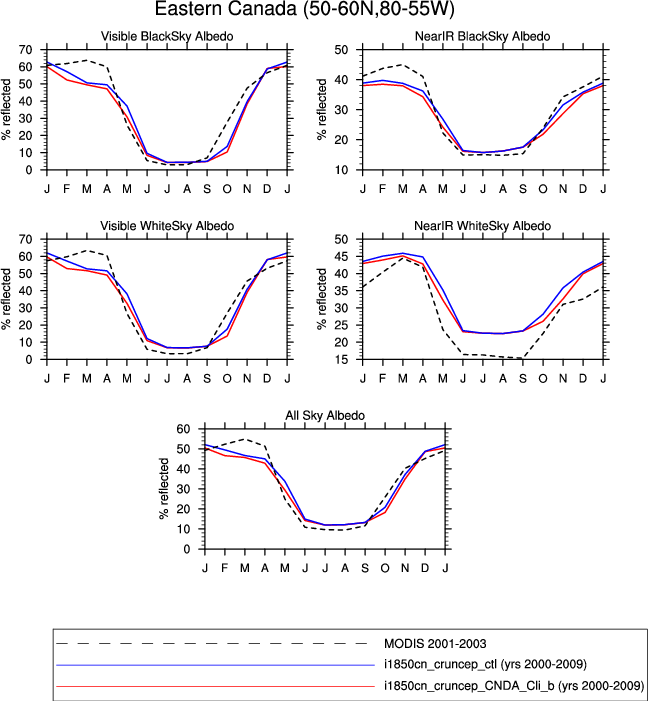 Eastern Canada (50-60N,80-55W)
Visible BlackSky Albedo
% reflected
70
60
50
40
30
20
10
0
J F M A M J J A S O N D J
NearIR BlackSky Albedo
% reflected
50
40
30
20
10
J F M A M J J A S O N D J
Visible WhiteSky Albedo
% reflected
70
60
50
40
30
20
10
0
J F M A M J J A S O N D J
NearIR WhiteSky Albedo
% reflected
50
45
40
35
30
25
20
15
J F M A M J J A S O N D J
All Sky Albedo
% reflected
60
50
40
30
20
10
0
J F M A M J J A S O N D J
MODIS 2001-2003
i1850cn_cruncep_ctl (yrs 2000-2009)
i1850cn_cruncep_CNDA_Cli_b (yrs 2000-2009)